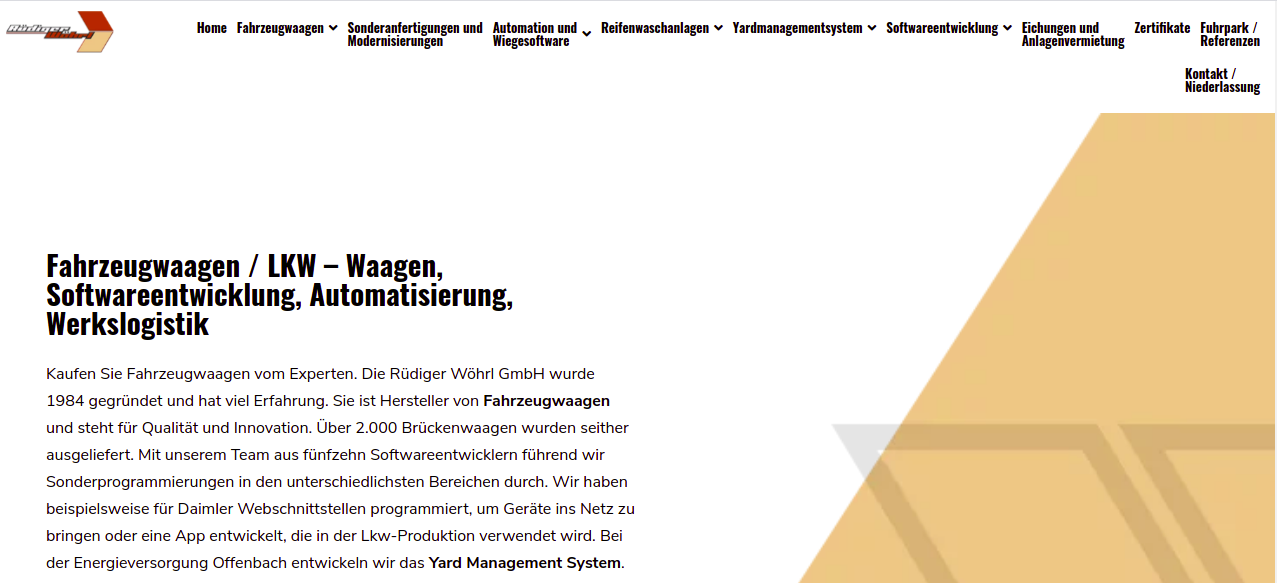 Rüdiger
Wöhrl
Home Fahrzeugwaagen Sonderanfertigungen und Modernisierungen Automation und Wiegesoftware Reifenwaschanlagen Yardmanagementsystem Softwareentwicklung Eichungen und Anlagenvermietung Zertifikate Fuhrpark / Referenzen
Kontakt /
Niederlassung
Fahrzeugwaagen / LKW – Waagen,
Softwareentwicklung, Automatisierung,
Werkslogistik
Kaufen Sie Fahrzeugwaagen vom Experten. Die Rüdiger Wöhrl GmbH wurde
1984 gegründet und hat viel Erfahrung. Sie ist Hersteller von Fahrzeugwaagen
und steht für Qualität und Innovation. Über 2.000 Brückenwaagen wurden seither
ausgeliefert. Mit unserem Team aus fünfzehn Softwareentwicklern führend wir
Sonderprogrammierungen in den unterschiedlichsten Bereichen durch. Wir haben
beispielsweise für Daimler Webschnittstellen programmiert, um Geräte ins Netz zu
bringen oder eine App entwickelt, die in der Lkw-Produktion verwendet wird. Bei
der Energieversorgung Offenbach entwickeln wir das Yard Management System.